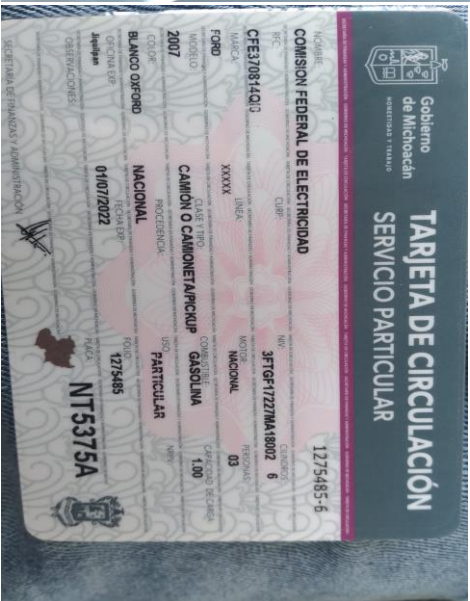 Gobierno
de Michoacán
HONESTIDAD Y TRABAJO
TARJETA DE CIRCULACIÓN
SERVICIO PARTICULAR
1275485-6
NOMBRE:
COMISION FEDERAL DE ELECTRICIDAD
RFC: CURP: NIV: CILINDROS:
CFE370814QI0 3FTGF17227MA18002 6
MARCA: LINEA: MOTOR: PERSONAS:
FORD XXXXX NACIONAL 03
MODELO: CLASE Y TIPO: COMBUSTIBLE: CAPACIDAD DE CARGA:
2007 CAMIÓN O CAMIONETA/PICKUP GASOLINA 1.00
COLOR: PROCEDENCIA: USO: NRPV:
BLANCO OXFORD NACIONAL PARTICULAR
OFICINA EXP: FECHA EXP: FOLIO:
Jiquilpan 01/07/2022 1275485
OBSERVACIONES: PLACA:
NT5375A
SECRETARÍA DE FINANZAS Y ADMINISTRACIÓN